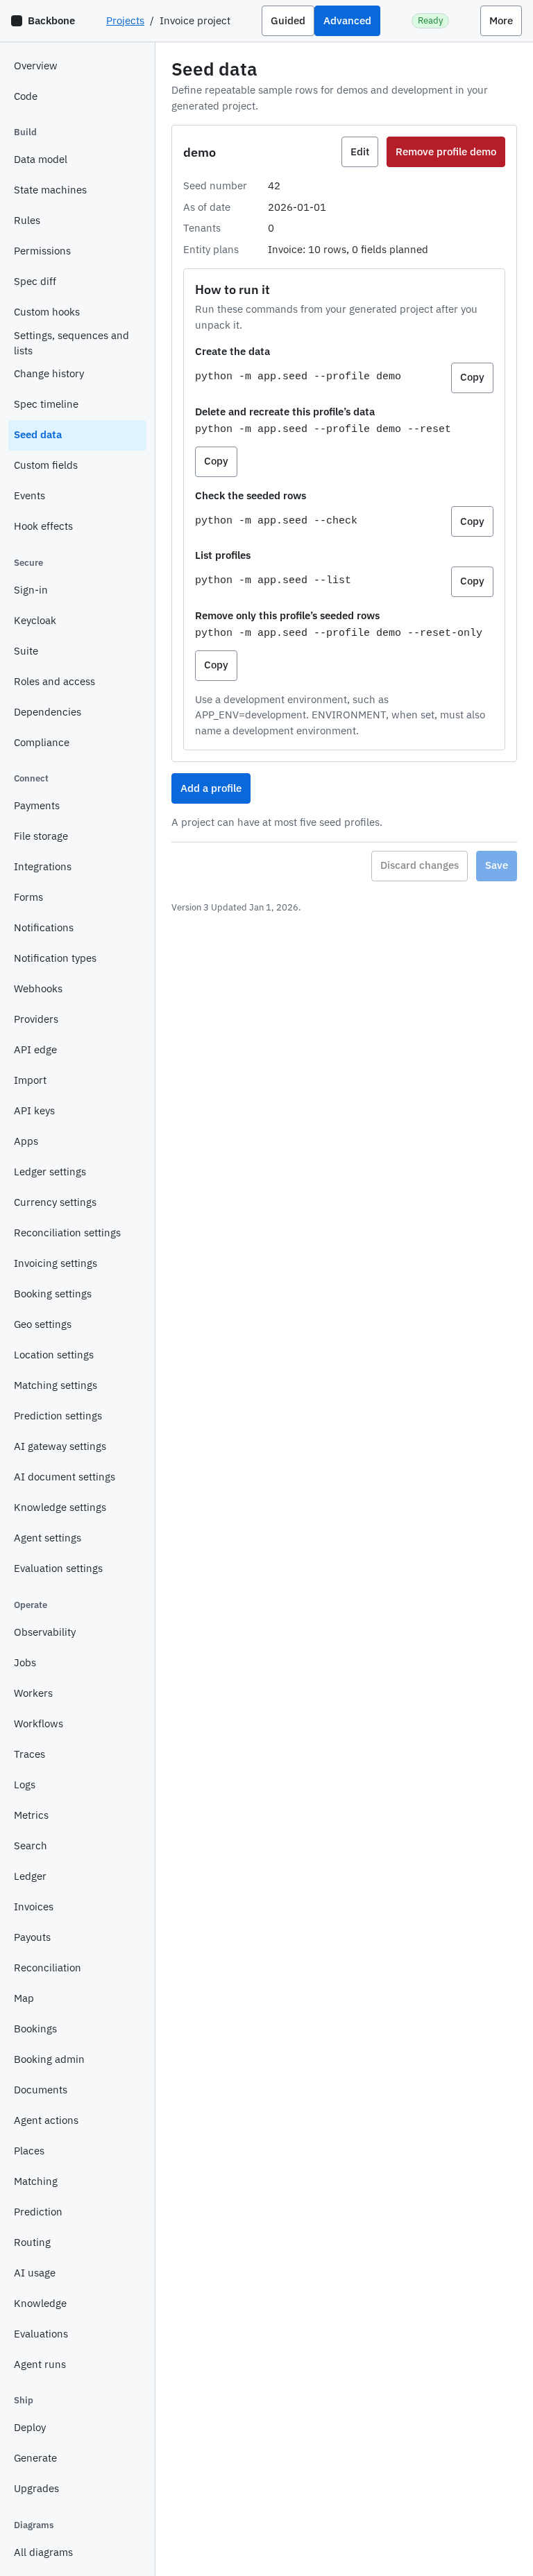 Backbone
Projects / Invoice project
Guided
Advanced
Ready
More
Overview
Code
Build
Data model
State machines
Rules
Permissions
Spec diff
Custom hooks
Settings, sequences and
lists
Change history
Spec timeline
Seed data
Custom fields
Events
Hook effects
Secure
Sign-in
Keycloak
Suite
Roles and access
Dependencies
Compliance
Connect
Payments
File storage
Integrations
Forms
Notifications
Notification types
Webhooks
Providers
API edge
Import
API keys
Apps
Ledger settings
Currency settings
Reconciliation settings
Invoicing settings
Booking settings
Geo settings
Location settings
Matching settings
Prediction settings
AI gateway settings
AI document settings
Knowledge settings
Agent settings
Evaluation settings
Operate
Observability
Jobs
Workers
Workflows
Traces
Logs
Metrics
Search
Ledger
Invoices
Payouts
Reconciliation
Map
Bookings
Booking admin
Documents
Agent actions
Places
Matching
Prediction
Routing
AI usage
Knowledge
Evaluations
Agent runs
Ship
Deploy
Generate
Upgrades
Diagrams
All diagrams
Seed data
Define repeatable sample rows for demos and development in your
generated project.
demo
Edit
Remove profile demo
Seed number 42
As of date 2026-01-01
Tenants 0
Entity plans Invoice: 10 rows, 0 fields planned
How to run it
Run these commands from your generated project after you
unpack it.
Create the data
python -m app.seed --profile demo
Copy
Delete and recreate this profile’s data
python -m app.seed --profile demo --reset
Copy
Check the seeded rows
python -m app.seed --check
Copy
List profiles
python -m app.seed --list
Copy
Remove only this profile’s seeded rows
python -m app.seed --profile demo --reset-only
Copy
Use a development environment, such as
APP_ENV=development. ENVIRONMENT, when set, must also
name a development environment.
Add a profile
A project can have at most five seed profiles.
Discard changes
Save
Version 3 Updated Jan 1, 2026.